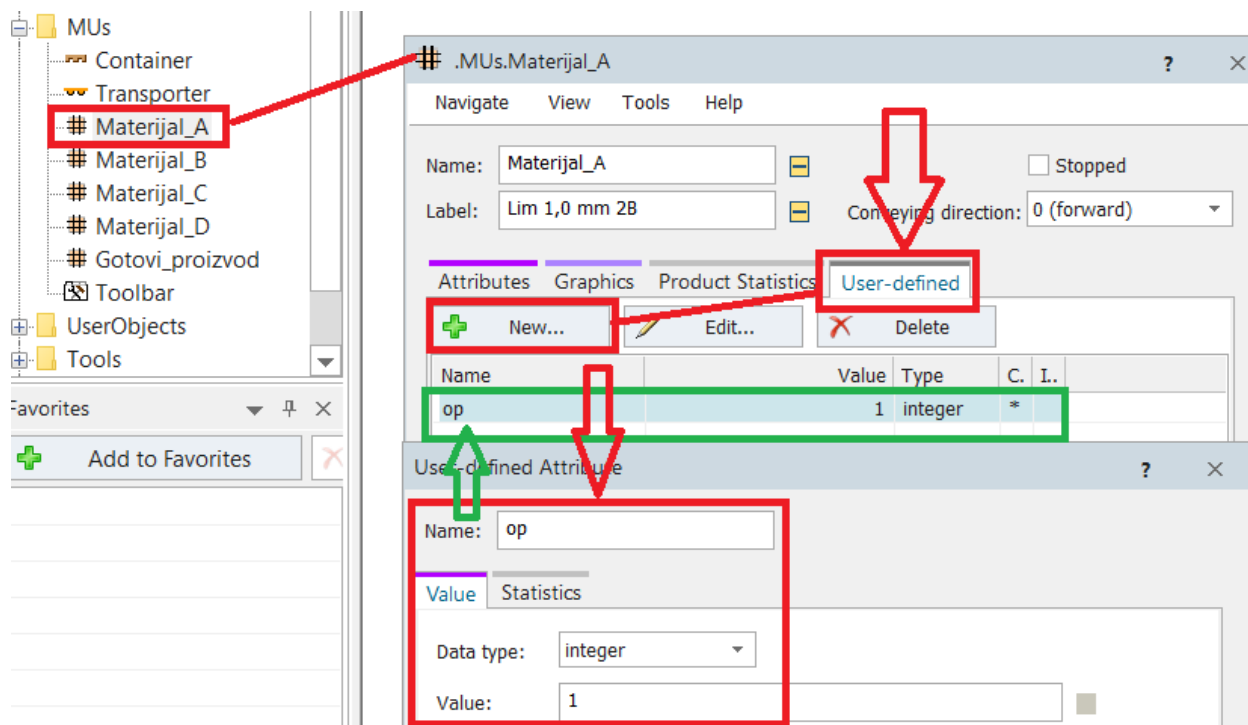 MUs
Container
Transporter
Materijal_A
Materijal_B
Materijal_C
Materijal_D
Gotovi_proizvod
Toolbar
UserObjects
Tools
Favorites
Add to Favorites
.MUs.Materijal_A ? ×
Navigate View Tools Help
Name: Materijal_A Stopped
Label: Lim 1,0 mm 2B Conveying direction: 0 (forward)
Attributes Graphics Product Statistics User-defined
New... Edit... Delete
Name Value Type C. I..
op 1 integer *
User-defined Attribute ? ×
Name: op
Value Statistics
Data type: integer
Value: 1